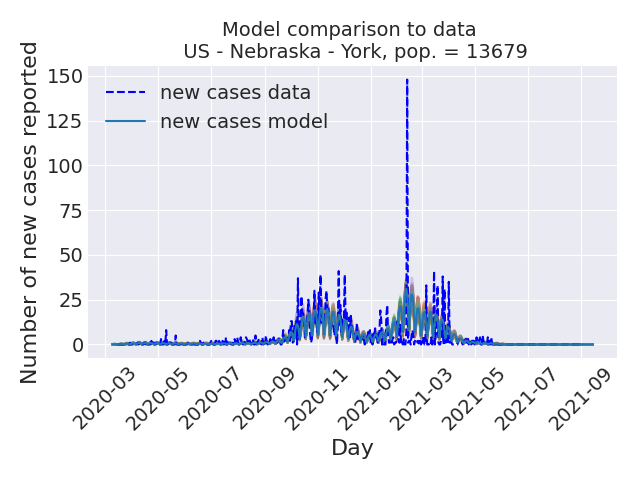 Model comparison to data
US - Nebraska - York, pop. = 13679
Number of new cases reported
150
125
100
75
50
25
0
new cases data
new cases model
2020-03
2020-05
2020-07
2020-09
2020-11
2021-01
2021-03
2021-05
2021-07
2021-09
Day